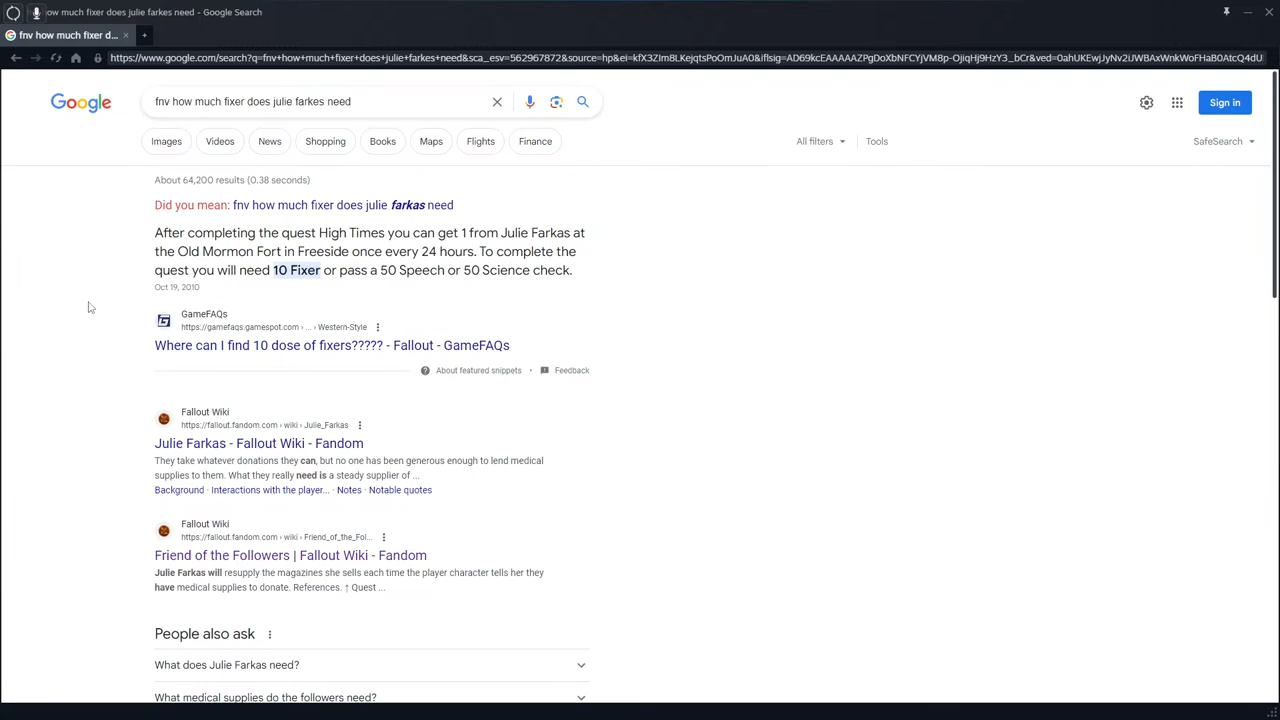 how much fixer does julie farkes need - Google Search
fnv how much fixer d...
https://www.google.com/search?q=fnv+how+much+fixer+does+julie+farkes+need&sca_esv=562967872&source=hp&ei=kfX3ZIm8LKejqtsPoOmJuA0&iflsig=AD69kcEAAAAAZPgDoXbNFCYjVM8p-OjiqHj9HzY3_bCr&ved=0ahUKEwjJyNv2iJWBAxWnkWoFHaB0AtcQ4dU
Google
fnv how much fixer does julie farkes need
Sign in
Images
Videos
News
Shopping
Books
Maps
Flights
Finance
All filters
Tools
SafeSearch
About 64,200 results (0.38 seconds)
Did you mean: fnv how much fixer does julie farkas need
After completing the quest High Times you can get 1 from Julie Farkas at
the Old Mormon Fort in Freeside once every 24 hours. To complete the
quest you will need 10 Fixer or pass a 50 Speech or 50 Science check.
Oct 19, 2010
GameFAQs
https://gamefaqs.gamespot.com › ... › Western-Style
Where can I find 10 dose of fixers????? - Fallout - GameFAQs
About featured snippets
•
Feedback
Fallout Wiki
https://fallout.fandom.com › wiki › Julie_Farkas
Julie Farkas - Fallout Wiki - Fandom
They take whatever donations they can, but no one has been generous enough to lend medical
supplies to them. What they really need is a steady supplier of ...
Background · Interactions with the player... · Notes · Notable quotes
Fallout Wiki
https://fallout.fandom.com › wiki › Friend_of_the_Fol...
Friend of the Followers | Fallout Wiki - Fandom
Julie Farkas will resupply the magazines she sells each time the player character tells her they
have medical supplies to donate. References. ↑ Quest ...
People also ask
What does Julie Farkas need?
What medical supplies do the followers need?